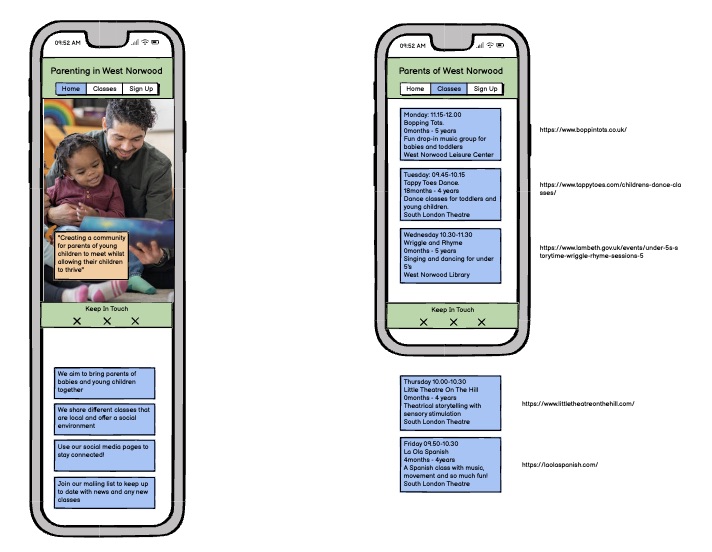 09:52 AM
Parenting in West Norwood
Home
Classes
Sign Up
"Creating a community
for parents of young
children to meet whilst
allowing their children
to thrive"
Keep In Touch
We aim to bring parents of
babies and young children
together
We share different classes that
are local and offer a social
environment
Use our social media pages to
stay connected!
Join our mailing list to keep up
to date with news and any new
classes
09:52 AM
Parents of West Norwood
Home
Classes
Sign Up
Monday: 11.15-12.00
Bopping Tots.
0months - 5 years
Fun drop-in music group for
babies and toddlers
West Norwood Leisure Center
https://www.boppintots.co.uk/
Tuesday: 09.45-10.15
Tappy Toes Dance.
18months - 4 years
Dance classes for toddlers and
young children.
South London Theatre
https://www.tappytoes.com/childrens-dance-cla
sses/
Wednesday 10.30-11.30
Wriggle and Rhyme
0months - 5 years
Singing and dancing for under
5's
West Norwood Library
https://www.lambeth.gov.uk/events/under-5s-s
torytime-wriggle-rhyme-sessions-5
Keep In Touch
Thursday 10.00-10.30
Little Theatre On The Hill
0months - 4 years
Theatrical storytelling with
sensory stimulation
South London Theatre
https://www.littletheatreonthehill.com/
Friday 09.50-10.30
La Ola Spanish
4months - 4years
A Spanish class with music,
movement and so much fun!
South London Theatre
https://laolaspanish.com/